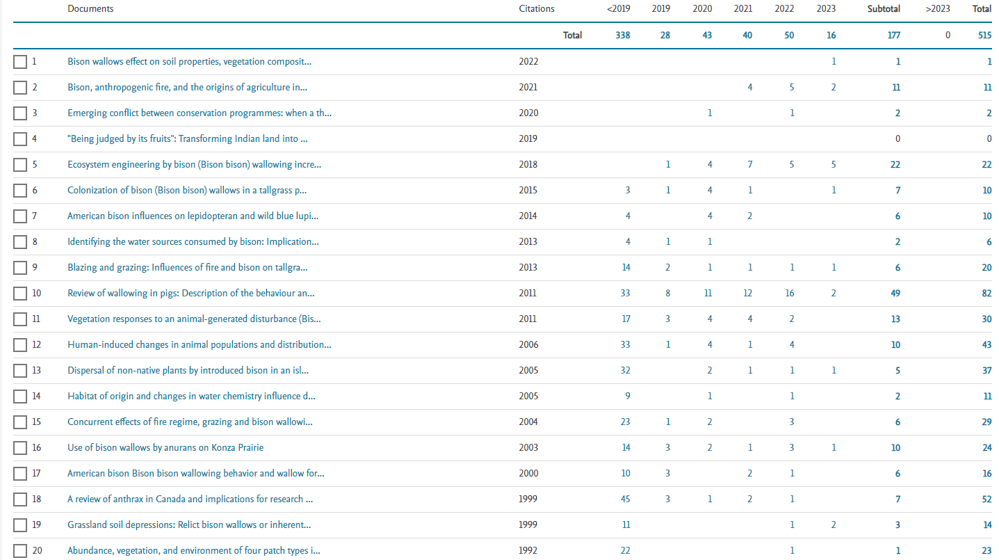 Documents Citations <2019 2019 2020 2021 2022 2023 Subtotal >2023 Total
Total 338 28 43 40 50 16 177 0 515
1 Bison wallows effect on soil properties, vegetation composit... 2022 1 1 1
2 Bison, anthropogenic fire, and the origins of agriculture in... 2021 4 5 2 11 11
3 Emerging conflict between conservation programmes: when a th... 2020 1 1 2 2
4 "Being judged by its fruits": Transforming Indian land into ... 2019 0 0
5 Ecosystem engineering by bison (Bison bison) wallowing incre... 2018 1 4 7 5 5 22 22
6 Colonization of bison (Bison bison) wallows in a tallgrass p... 2015 3 1 4 1 1 7 10
7 American bison influences on lepidopteran and wild blue lupi... 2014 4 4 2 6 10
8 Identifying the water sources consumed by bison: Implication... 2013 4 1 1 2 6
9 Blazing and grazing: Influences of fire and bison on tallgra... 2013 14 2 1 1 1 1 6 20
10 Review of wallowing in pigs: Description of the behaviour an... 2011 33 8 11 12 16 2 49 82
11 Vegetation responses to an animal-generated disturbance (Bis... 2011 17 3 4 4 2 13 30
12 Human-induced changes in animal populations and distribution... 2006 33 1 4 1 4 10 43
13 Dispersal of non-native plants by introduced bison in an isl... 2005 32 2 1 1 1 5 37
14 Habitat of origin and changes in water chemistry influence d... 2005 9 1 1 2 11
15 Concurrent effects of fire regime, grazing and bison wallowi... 2004 23 1 2 3 6 29
16 Use of bison wallows by anurans on Konza Prairie 2003 14 3 2 1 3 1 10 24
17 American bison Bison bison wallowing behavior and wallow for... 2000 10 3 2 1 6 16
18 A review of anthrax in Canada and implications for research ... 1999 45 3 1 2 1 7 52
19 Grassland soil depressions: Relict bison wallows or inherent... 1999 11 1 2 3 14
20 Abundance, vegetation, and environment of four patch types i... 1992 22 1 1 23